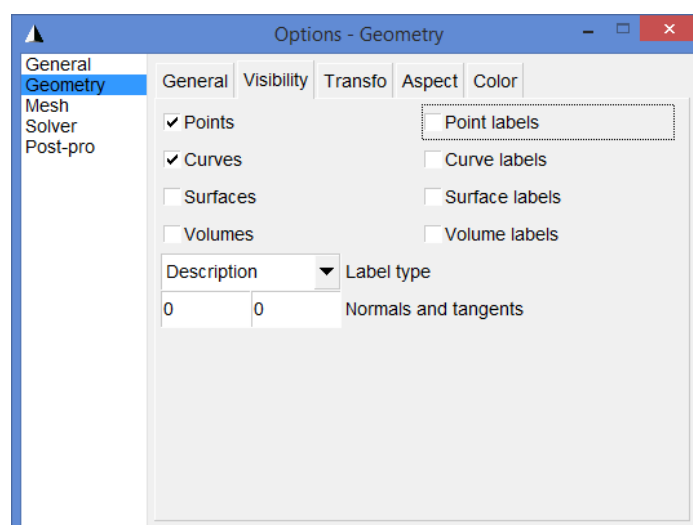 Options - Geometry
General
Geometry
Mesh
Solver
Post-pro
General Visibility Transfo Aspect Color
Points Point labels
Curves Curve labels
Surfaces Surface labels
Volumes Volume labels
Description Label type
0 0 Normals and tangents